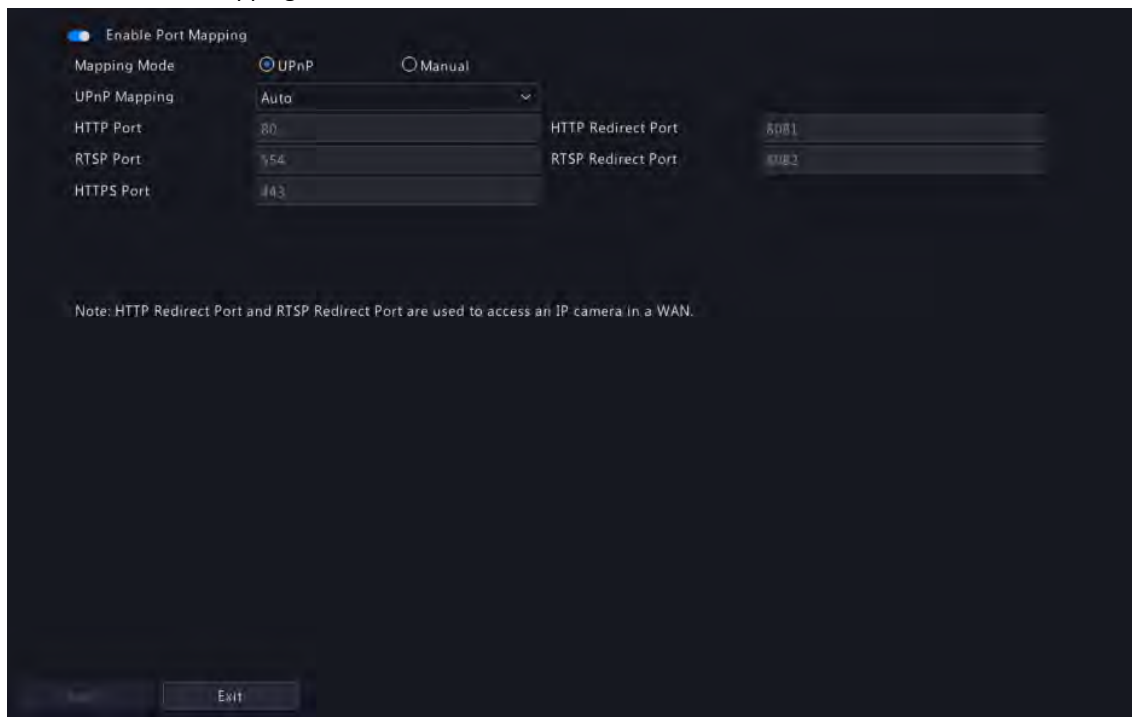 Enable Port Mapping
Mapping Mode UPnP Manual
UPnP Mapping Auto
HTTP Port 80 HTTP Redirect Port 8081
RTSP Port 554 RTSP Redirect Port 8082
HTTPS Port 443
Note: HTTP Redirect Port and RTSP Redirect Port are used to access an IP camera in a WAN.
Exit